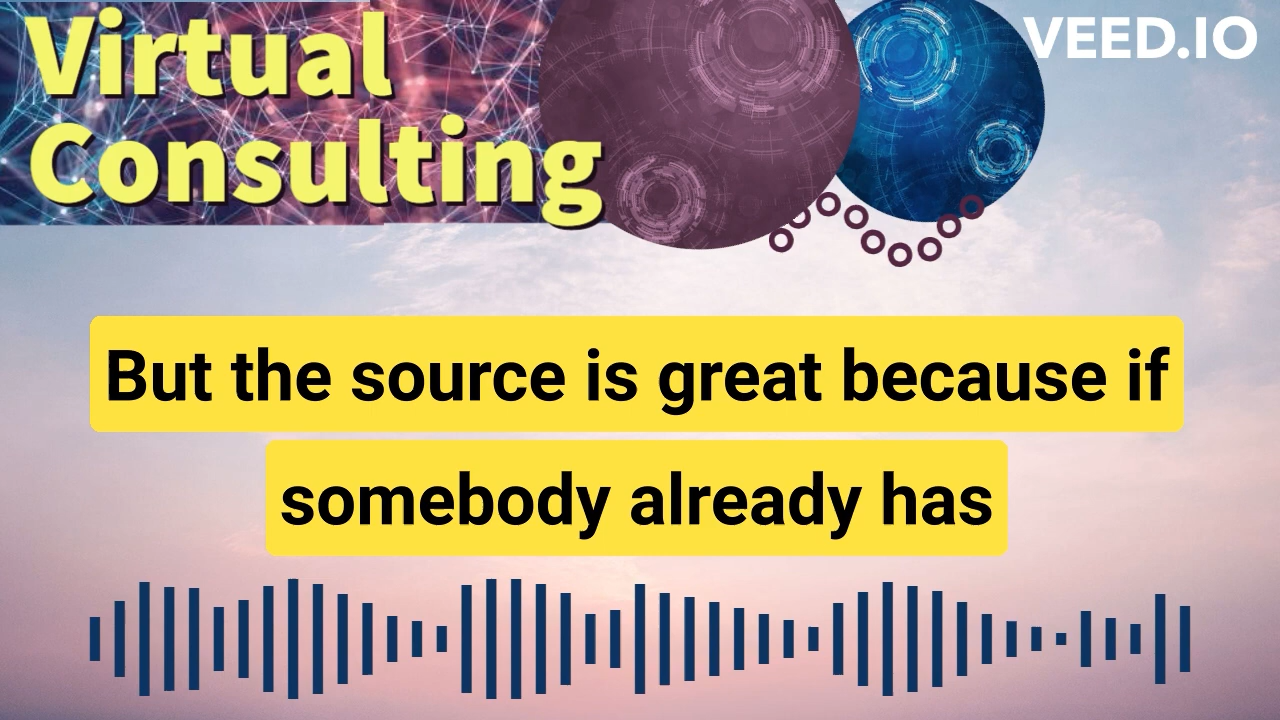 Virtual
Consulting
VEED.IO
But the source is great because if
somebody already has